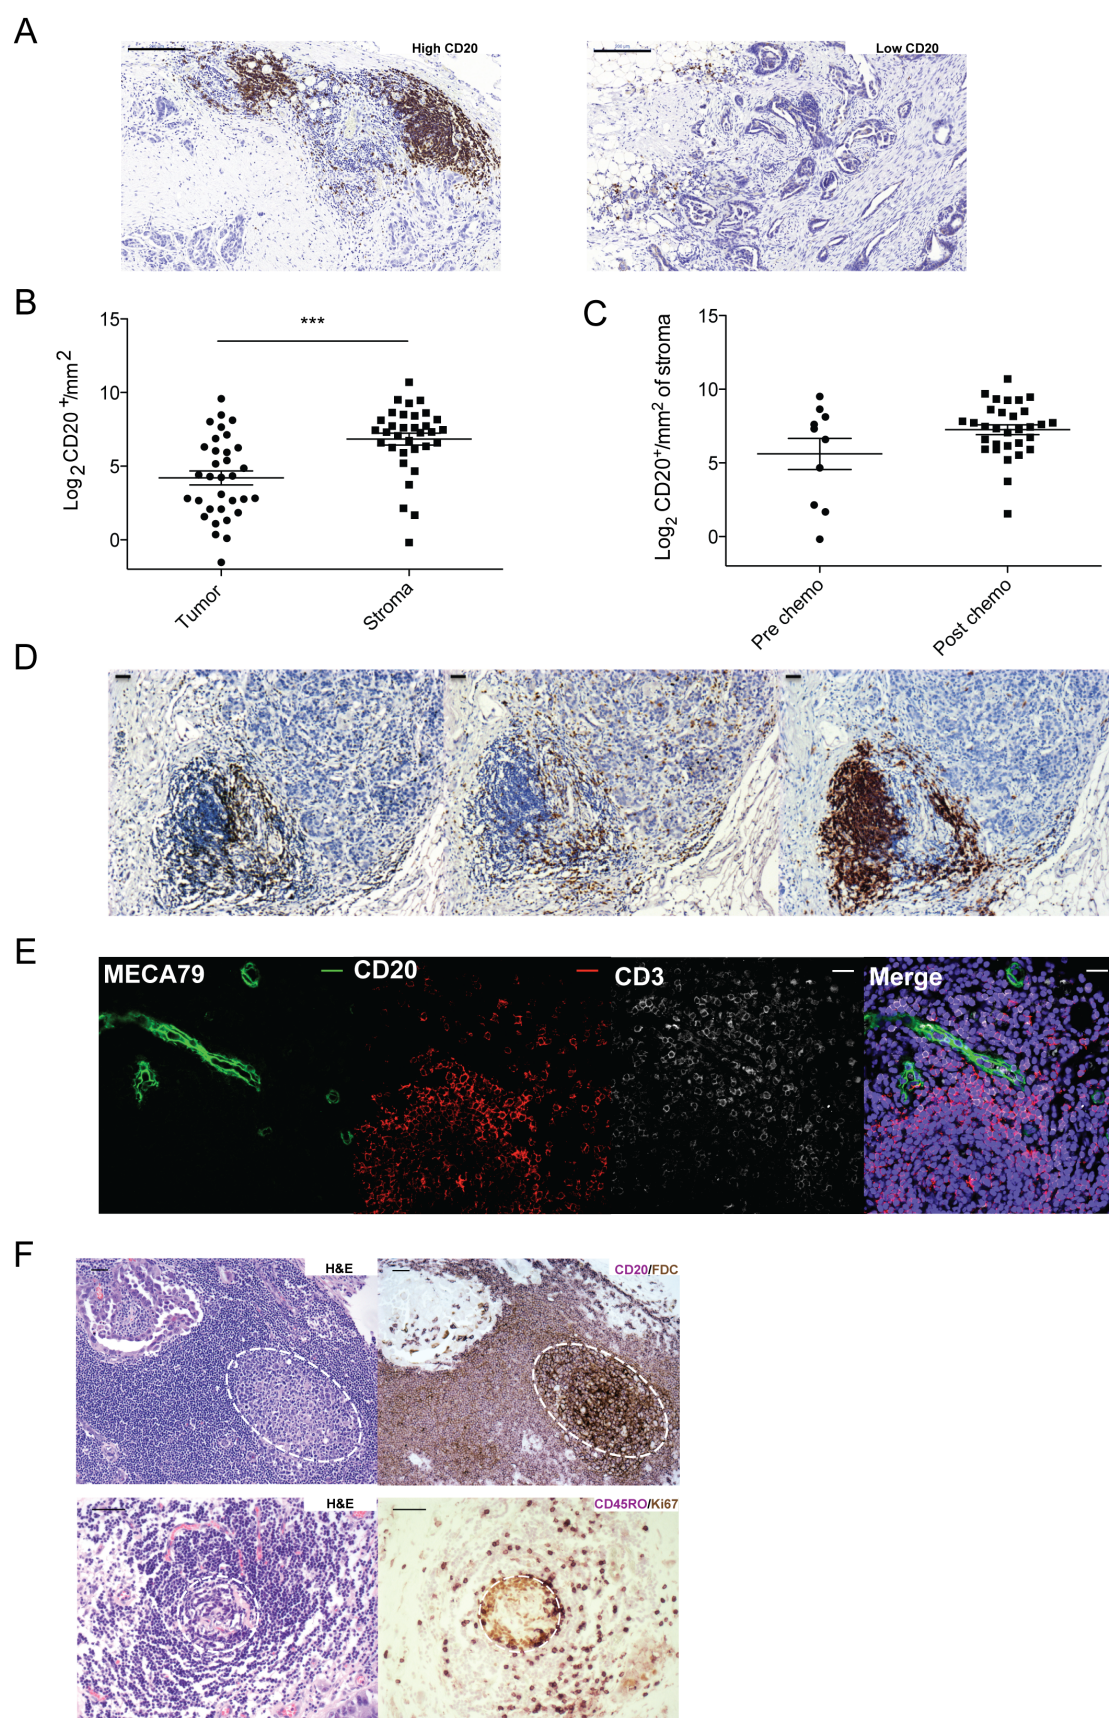 A
High CD20
Low CD20
B
Log2 CD20+/mm2
15
10
5
0
***
Tumor
Stroma
C
Log2 CD20+/mm2 of stroma
15
10
5
0
Pre chemo
Post chemo
D
E
MECA79
CD20
CD3
Merge
F
H&E
CD20/FDC
H&E
CD45RO/Ki67